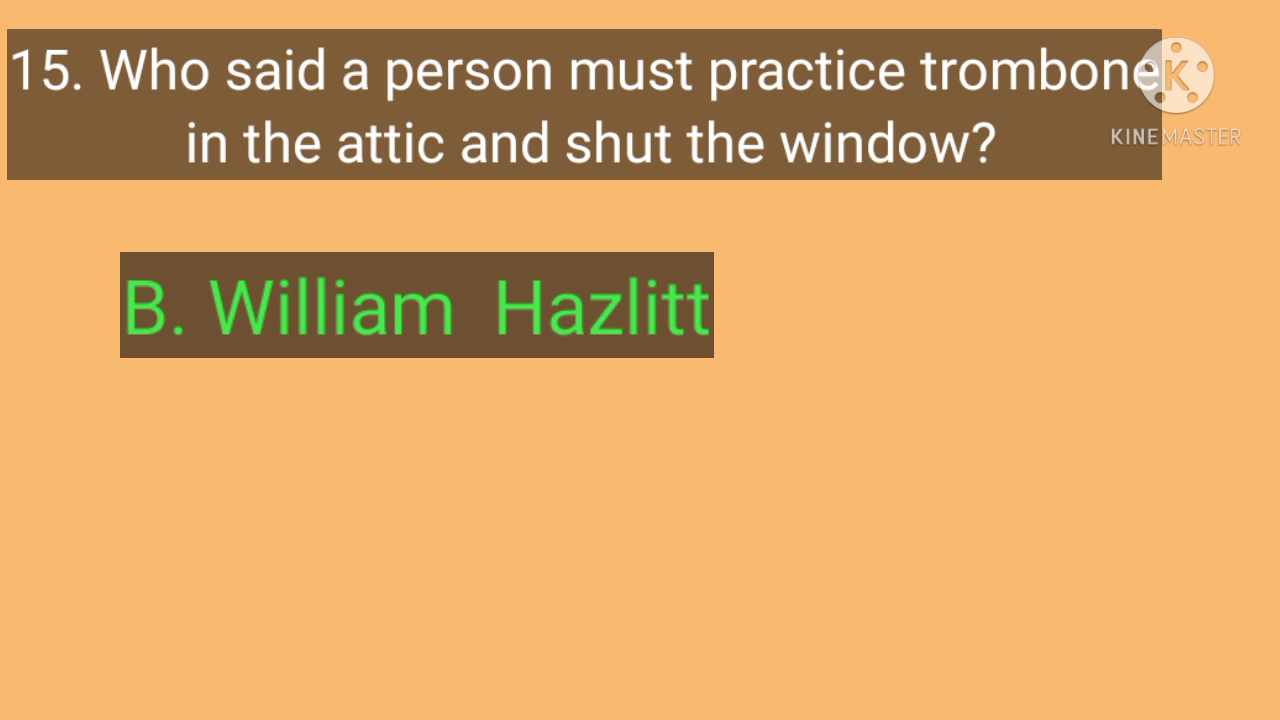 15. Who said a person must practice trombone
in the attic and shut the window?
K
KINEMASTER
B. William Hazlitt